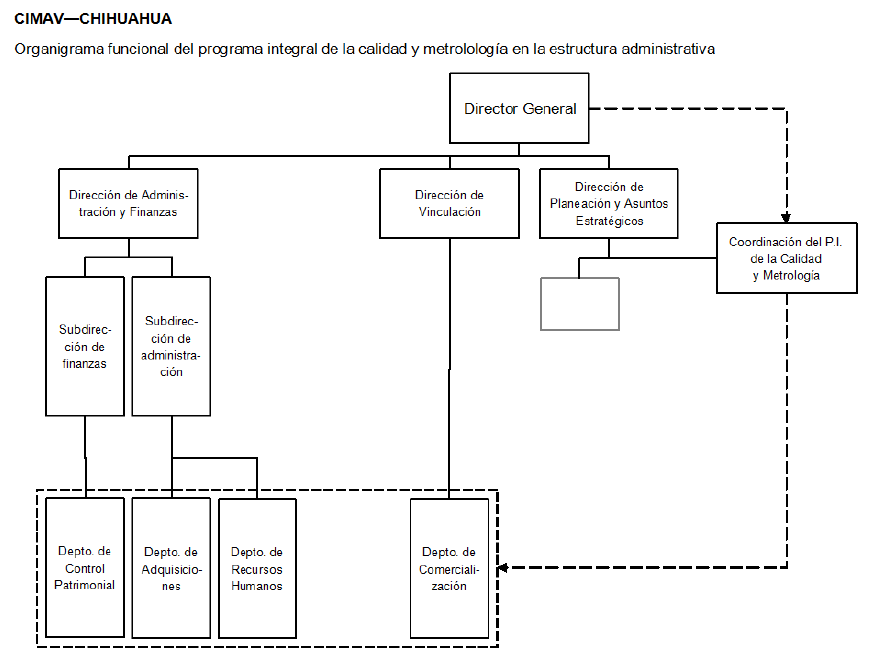 CIMAV—CHIHUAHUA
Organigrama funcional del programa integral de la calidad y metrolología en la estructura administrativa
Director General
Dirección de Adminis-
tración y Finanzas
Dirección de
Vinculación
Dirección de
Planeación y Asuntos
Estratégicos
Coordinación del P.I.
de la Calidad
y Metrología
Subdirec-
ción de
finanzas
Subdirec-
ción de
administra-
ción
Depto. de
Control
Patrimonial
Depto. de
Adquisicio-
nes
Depto. de
Recursos
Humanos
Depto. de
Comerciali-
zación